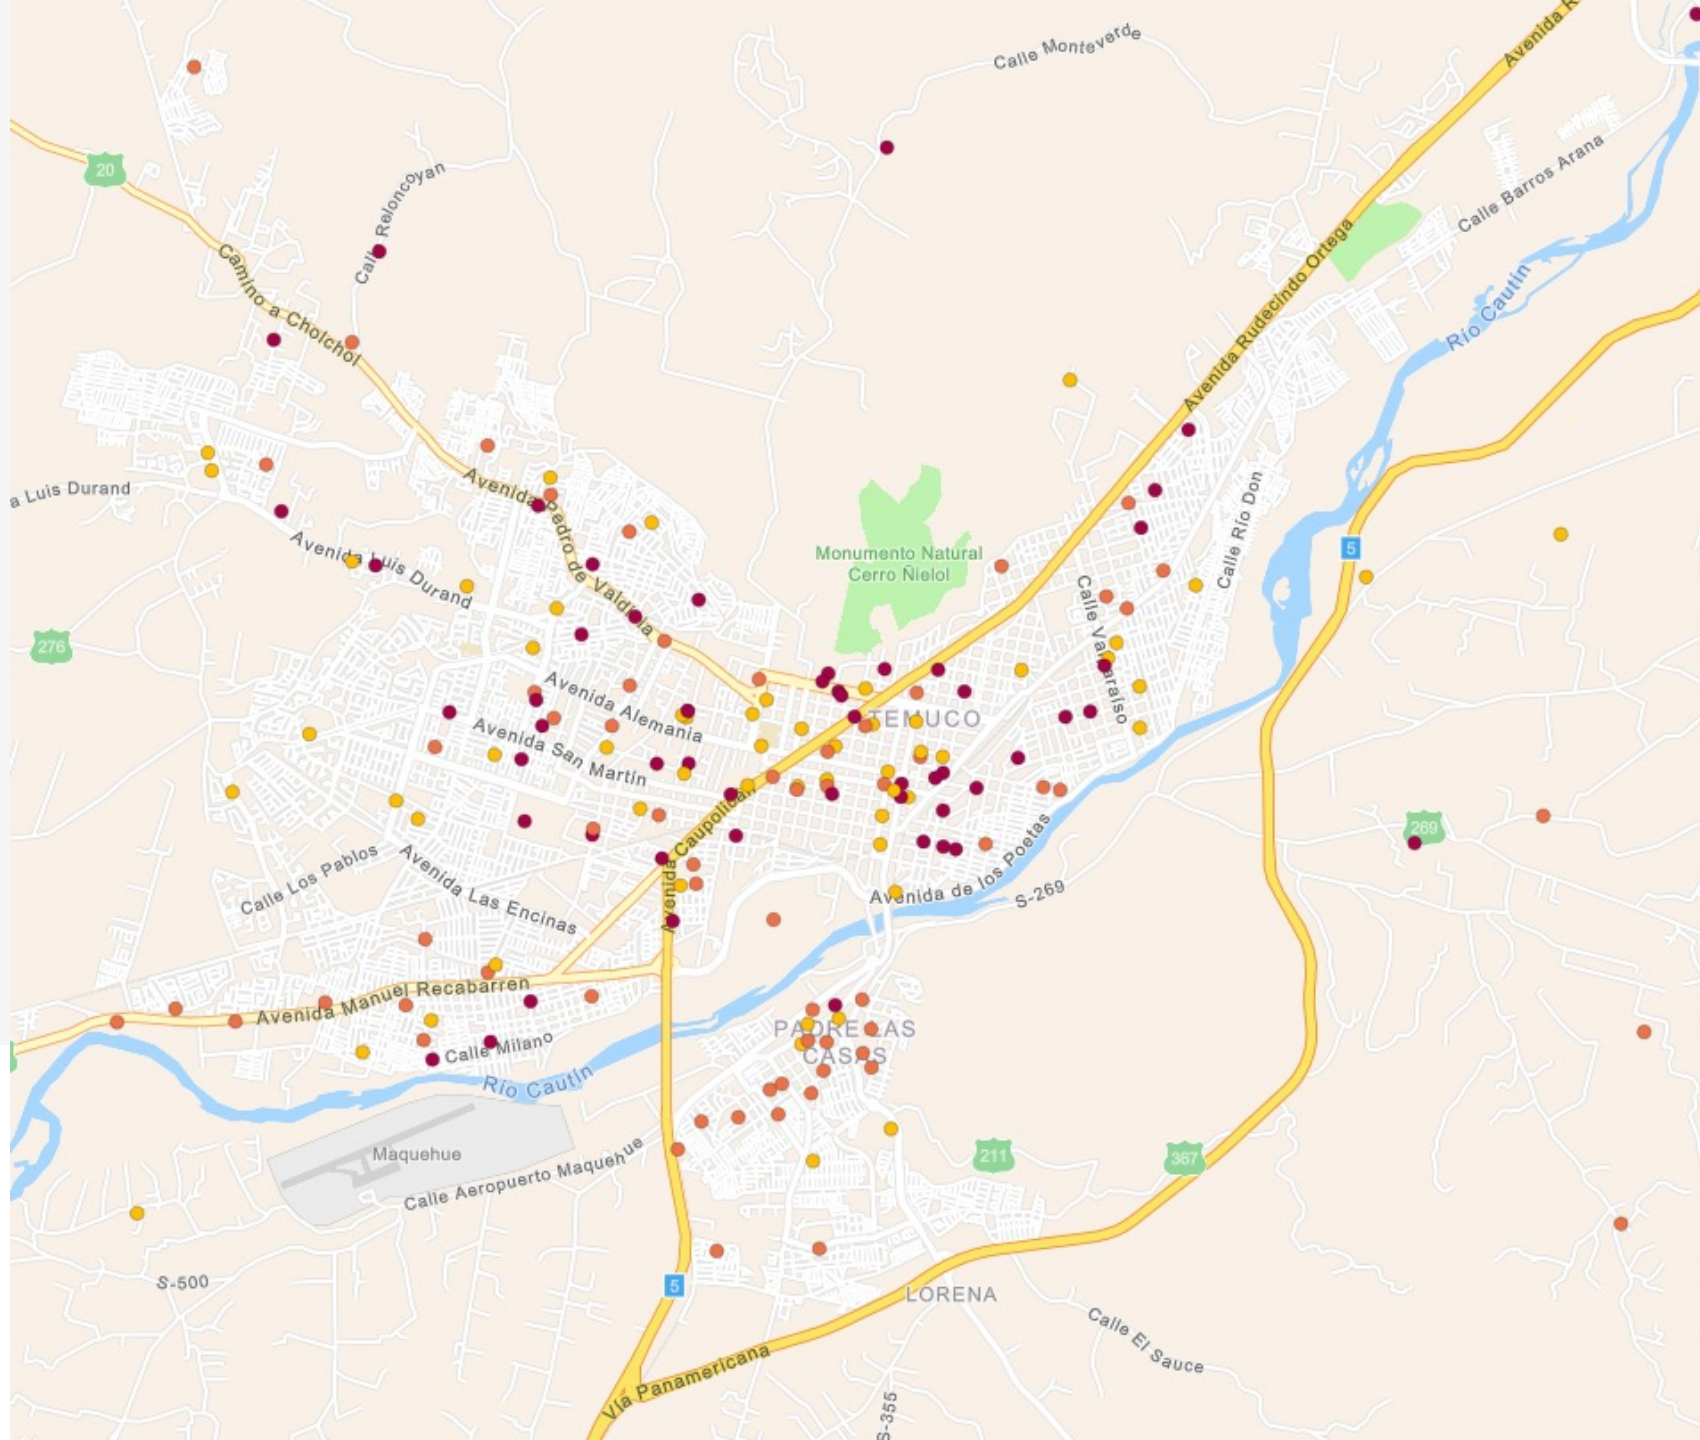 Avenida R
Calle Monteverde
20
Calle Reloncoyan
Calle Barros Arana
Camino a Cholchol
Avenida Rudecindo Ortega
Río Cautín
a Luis Durand
Avenida Pedro de Valdivia
Calle Río Don
Avenida Luis Durand
Monumento Natural
Cerro Ñielol
5
276
Calle Valparaíso
Avenida Alemania
TEMUCO
Avenida San Martín
Avenida Caupolican
269
Calle Los Pablos
Avenida Las Encinas
Avenida de los Poetas
S-269
Avenida Manuel Recabarren
Calle Milano
PADRE LAS
CASAS
Río Cautín
Maquehue
Calle Aeropuerto Maquehue
211
367
S-500
5
LORENA
Calle El Sauce
Vía Panamericana
S-355